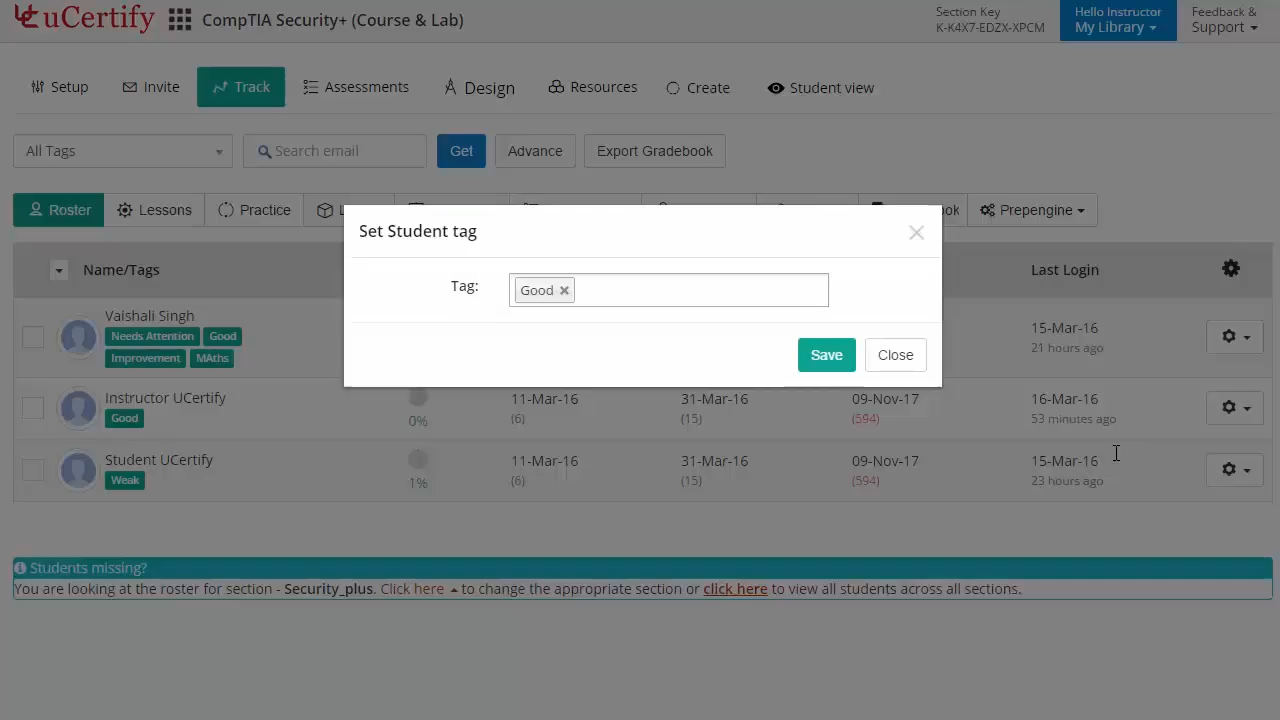 uCertify
CompTIA Security+ (Course & Lab)
Section Key
K-K4X7-EDZX-XPCM
Hello Instructor
My Library
Feedback &
Support
Setup
Invite
Track
Assessments
Design
Resources
Create
Student view
All Tags
Search email
Get
Advance
Export Gradebook
Roster
Lessons
Practice
Prepengine
Set Student tag
Tag:
Good
Save
Close
Name/Tags
Last Login
Vaishali Singh
Needs Attention Good
Improvement MAths
15-Mar-16
21 hours ago
Instructor UCertify
Good
0%
11-Mar-16
(6)
31-Mar-16
(15)
09-Nov-17
(594)
16-Mar-16
53 minutes ago
Student UCertify
Weak
1%
11-Mar-16
(6)
31-Mar-16
(15)
09-Nov-17
(594)
15-Mar-16
23 hours ago
Students missing?
You are looking at the roster for section - Security_plus. Click here to change the appropriate section or click here to view all students across all sections.